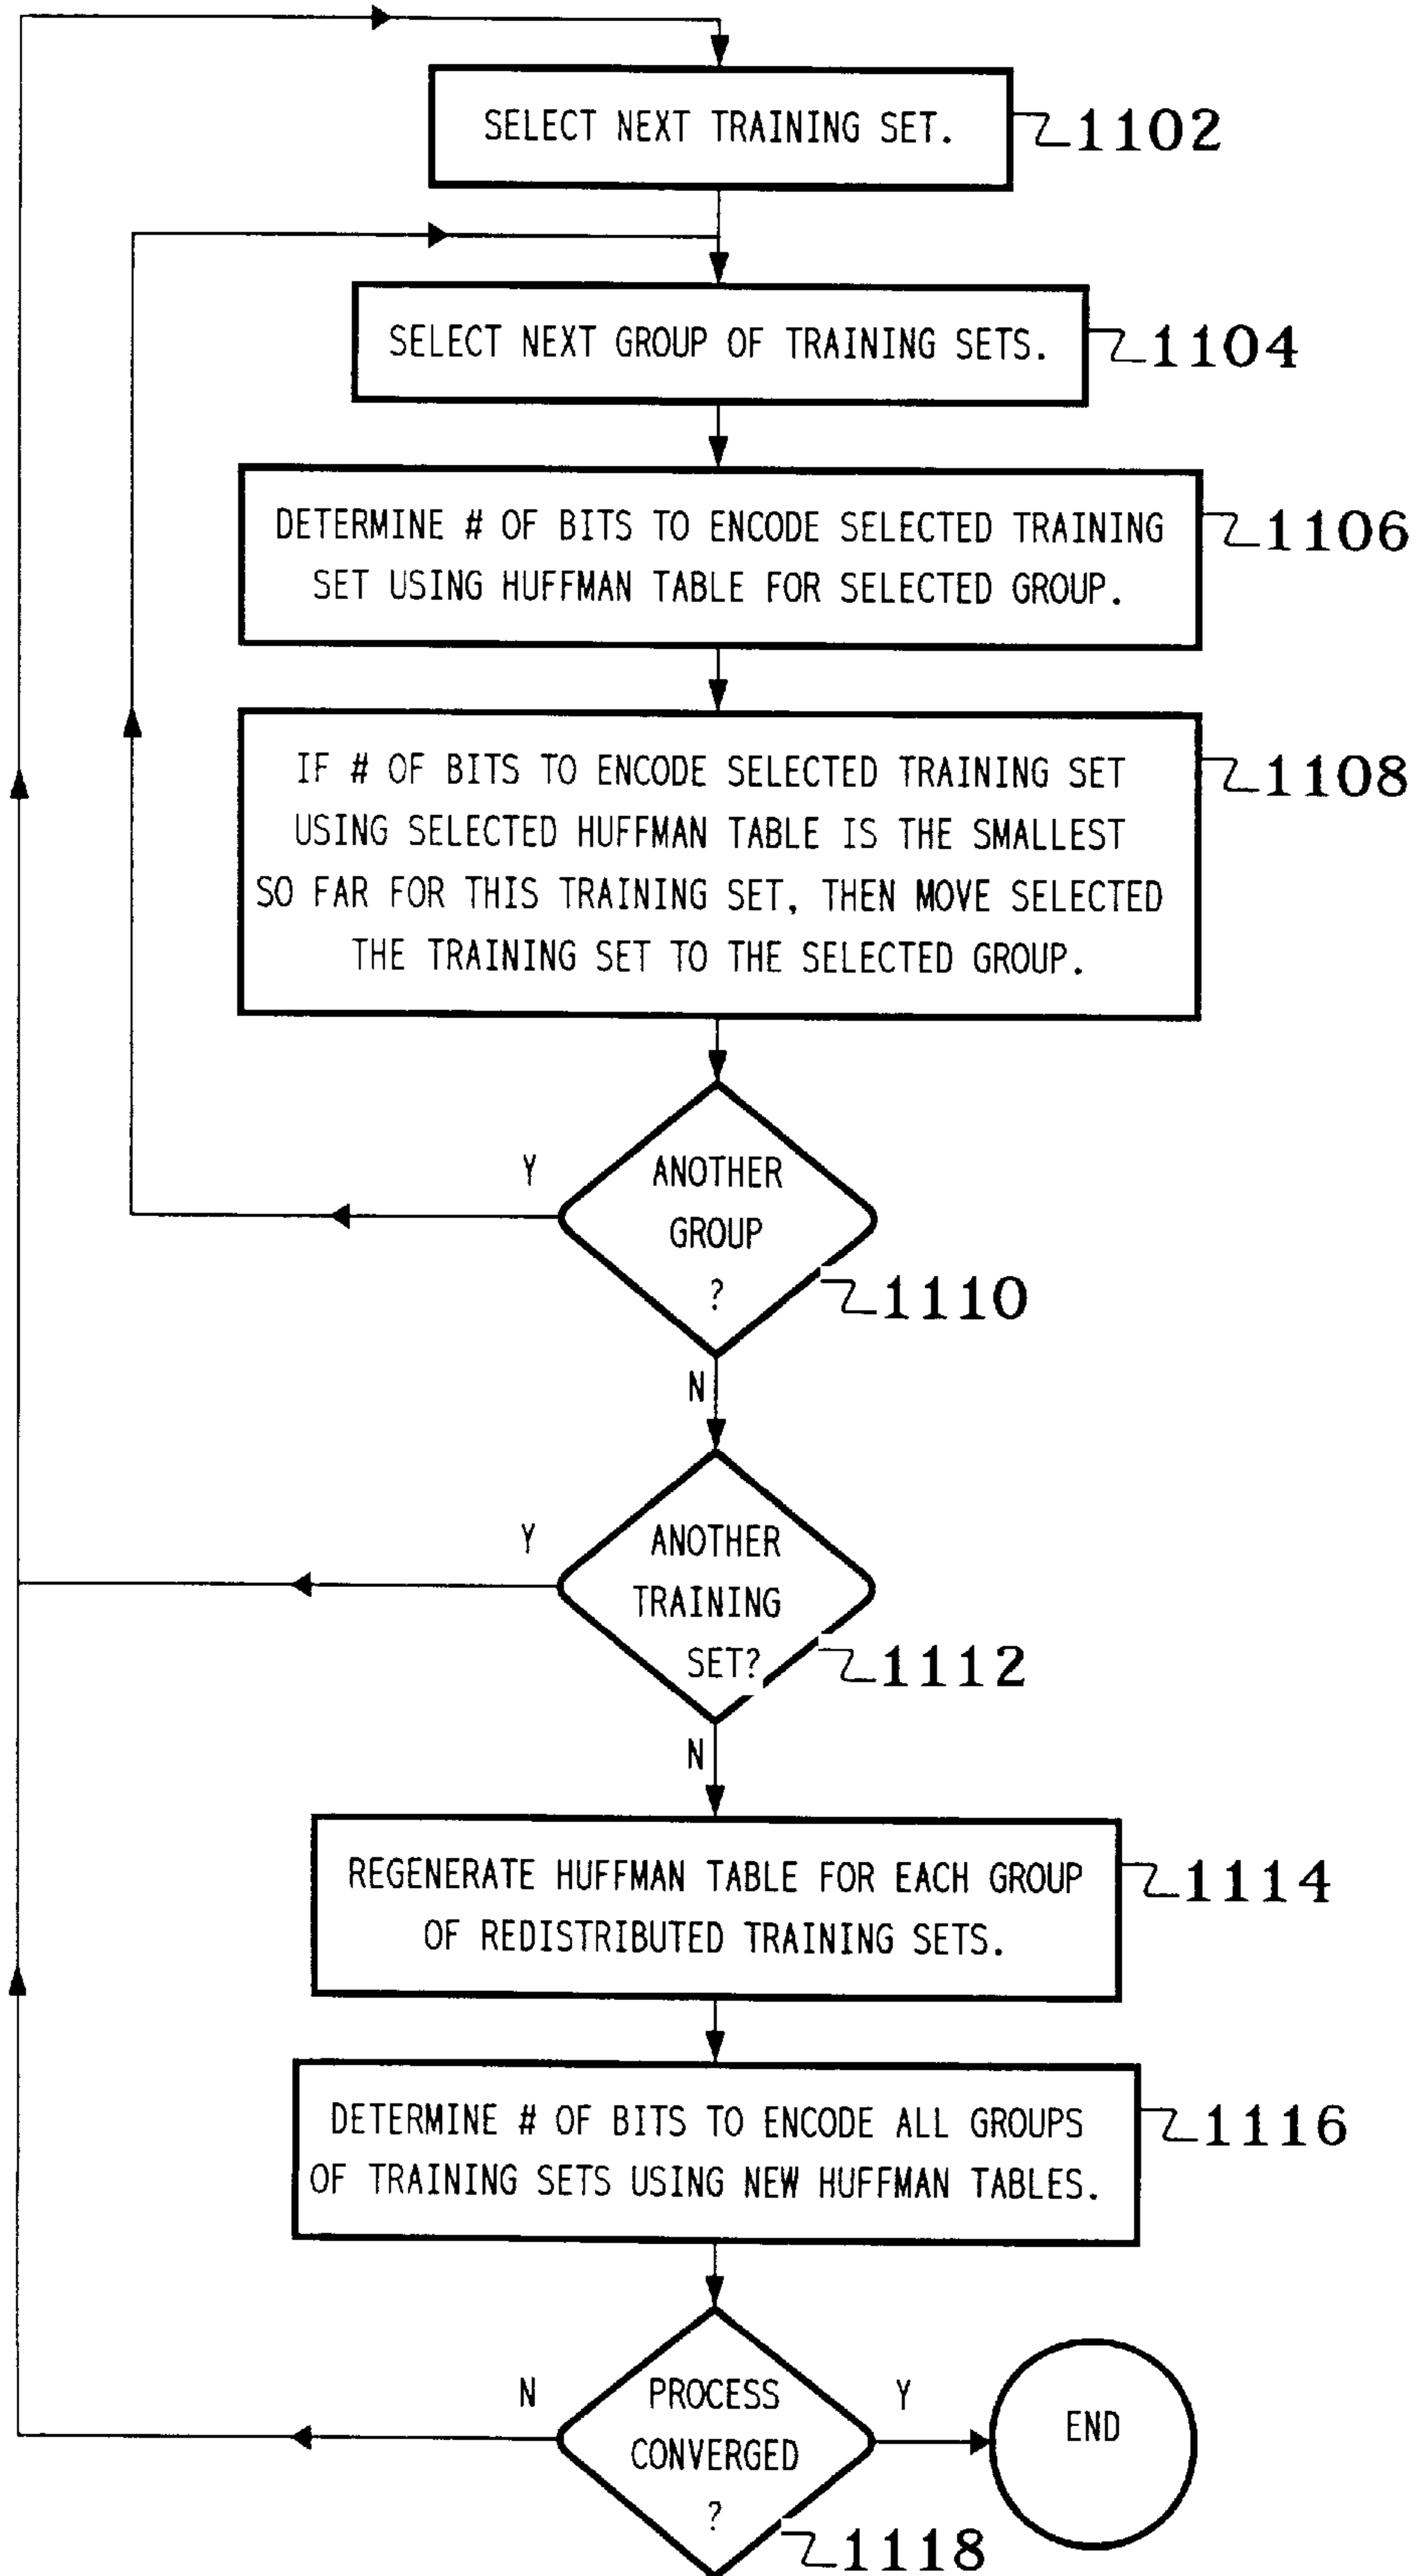 SELECT NEXT TRAINING SET.
1102
SELECT NEXT GROUP OF TRAINING SETS.
1104
DETERMINE # OF BITS TO ENCODE SELECTED TRAINING
SET USING HUFFMAN TABLE FOR SELECTED GROUP.
1106
IF # OF BITS TO ENCODE SELECTED TRAINING SET
USING SELECTED HUFFMAN TABLE IS THE SMALLEST
SO FAR FOR THIS TRAINING SET, THEN MOVE SELECTED
THE TRAINING SET TO THE SELECTED GROUP.
1108
Y
ANOTHER
GROUP
?
1110
N
Y
ANOTHER
TRAINING
SET?
1112
N
REGENERATE HUFFMAN TABLE FOR EACH GROUP
OF REDISTRIBUTED TRAINING SETS.
1114
DETERMINE # OF BITS TO ENCODE ALL GROUPS
OF TRAINING SETS USING NEW HUFFMAN TABLES.
1116
N
PROCESS
CONVERGED
?
1118
Y
END